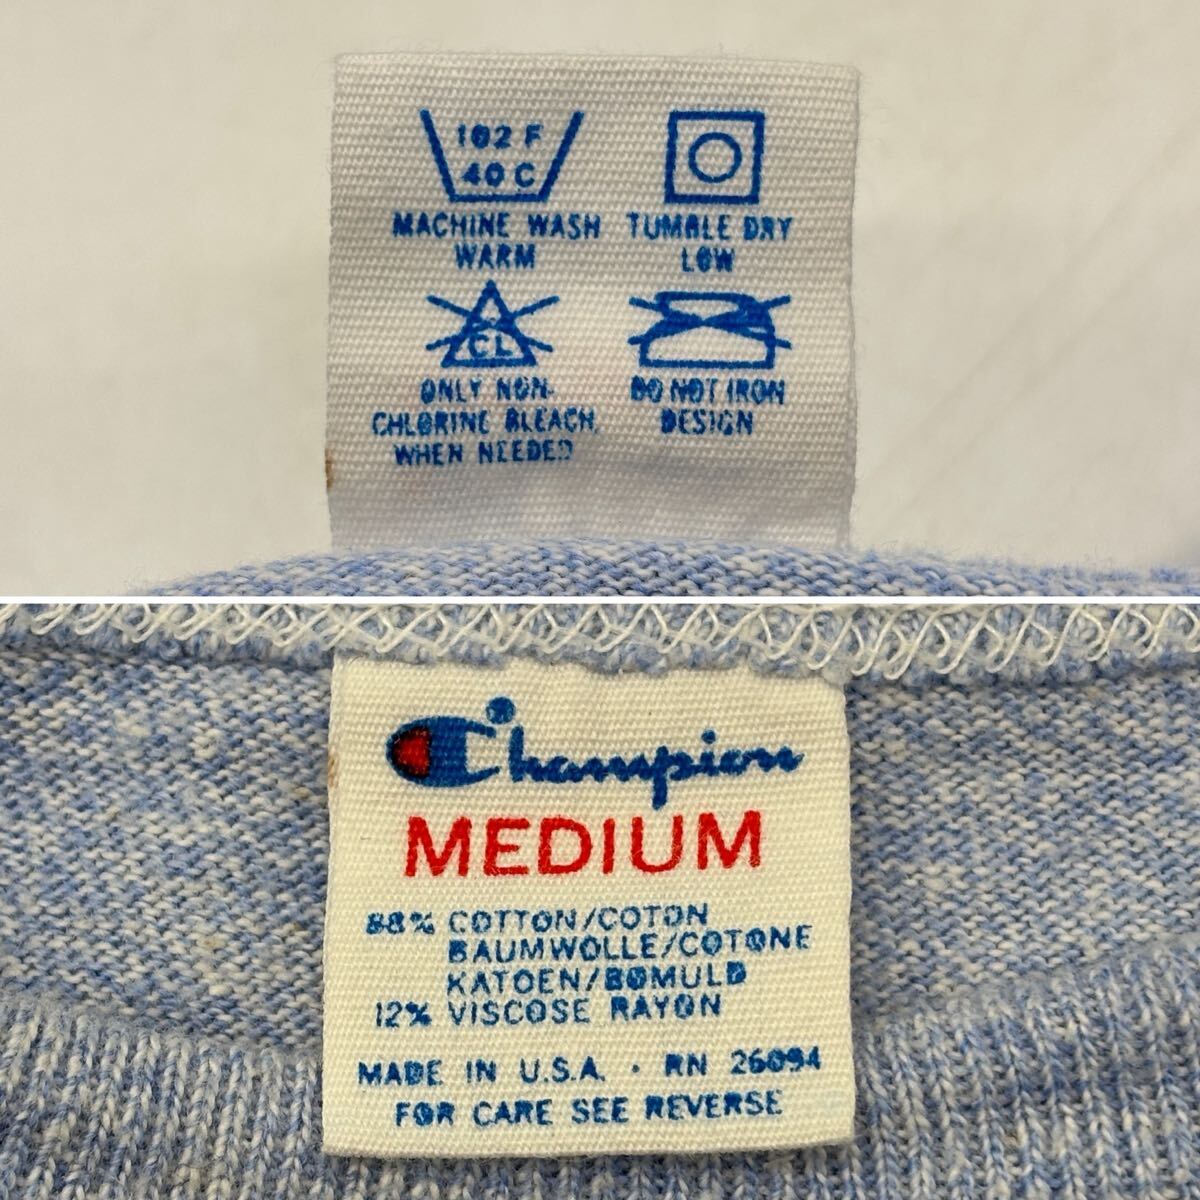 102 F
40 C
MACHINE WASH
WARM
TUMBLE DRY
LOW
CL
ONLY NON-
CHLORINE BLEACH,
WHEN NEEDED
DO NOT IRON
DESIGN
Champion
MEDIUM
88% COTTON/COTON
BAUMWOLLE/COTONE
KATOEN/BOMULD
12% VISCOSE RAYON
MADE IN U.S.A. · RN 26094
FOR CARE SEE REVERSE